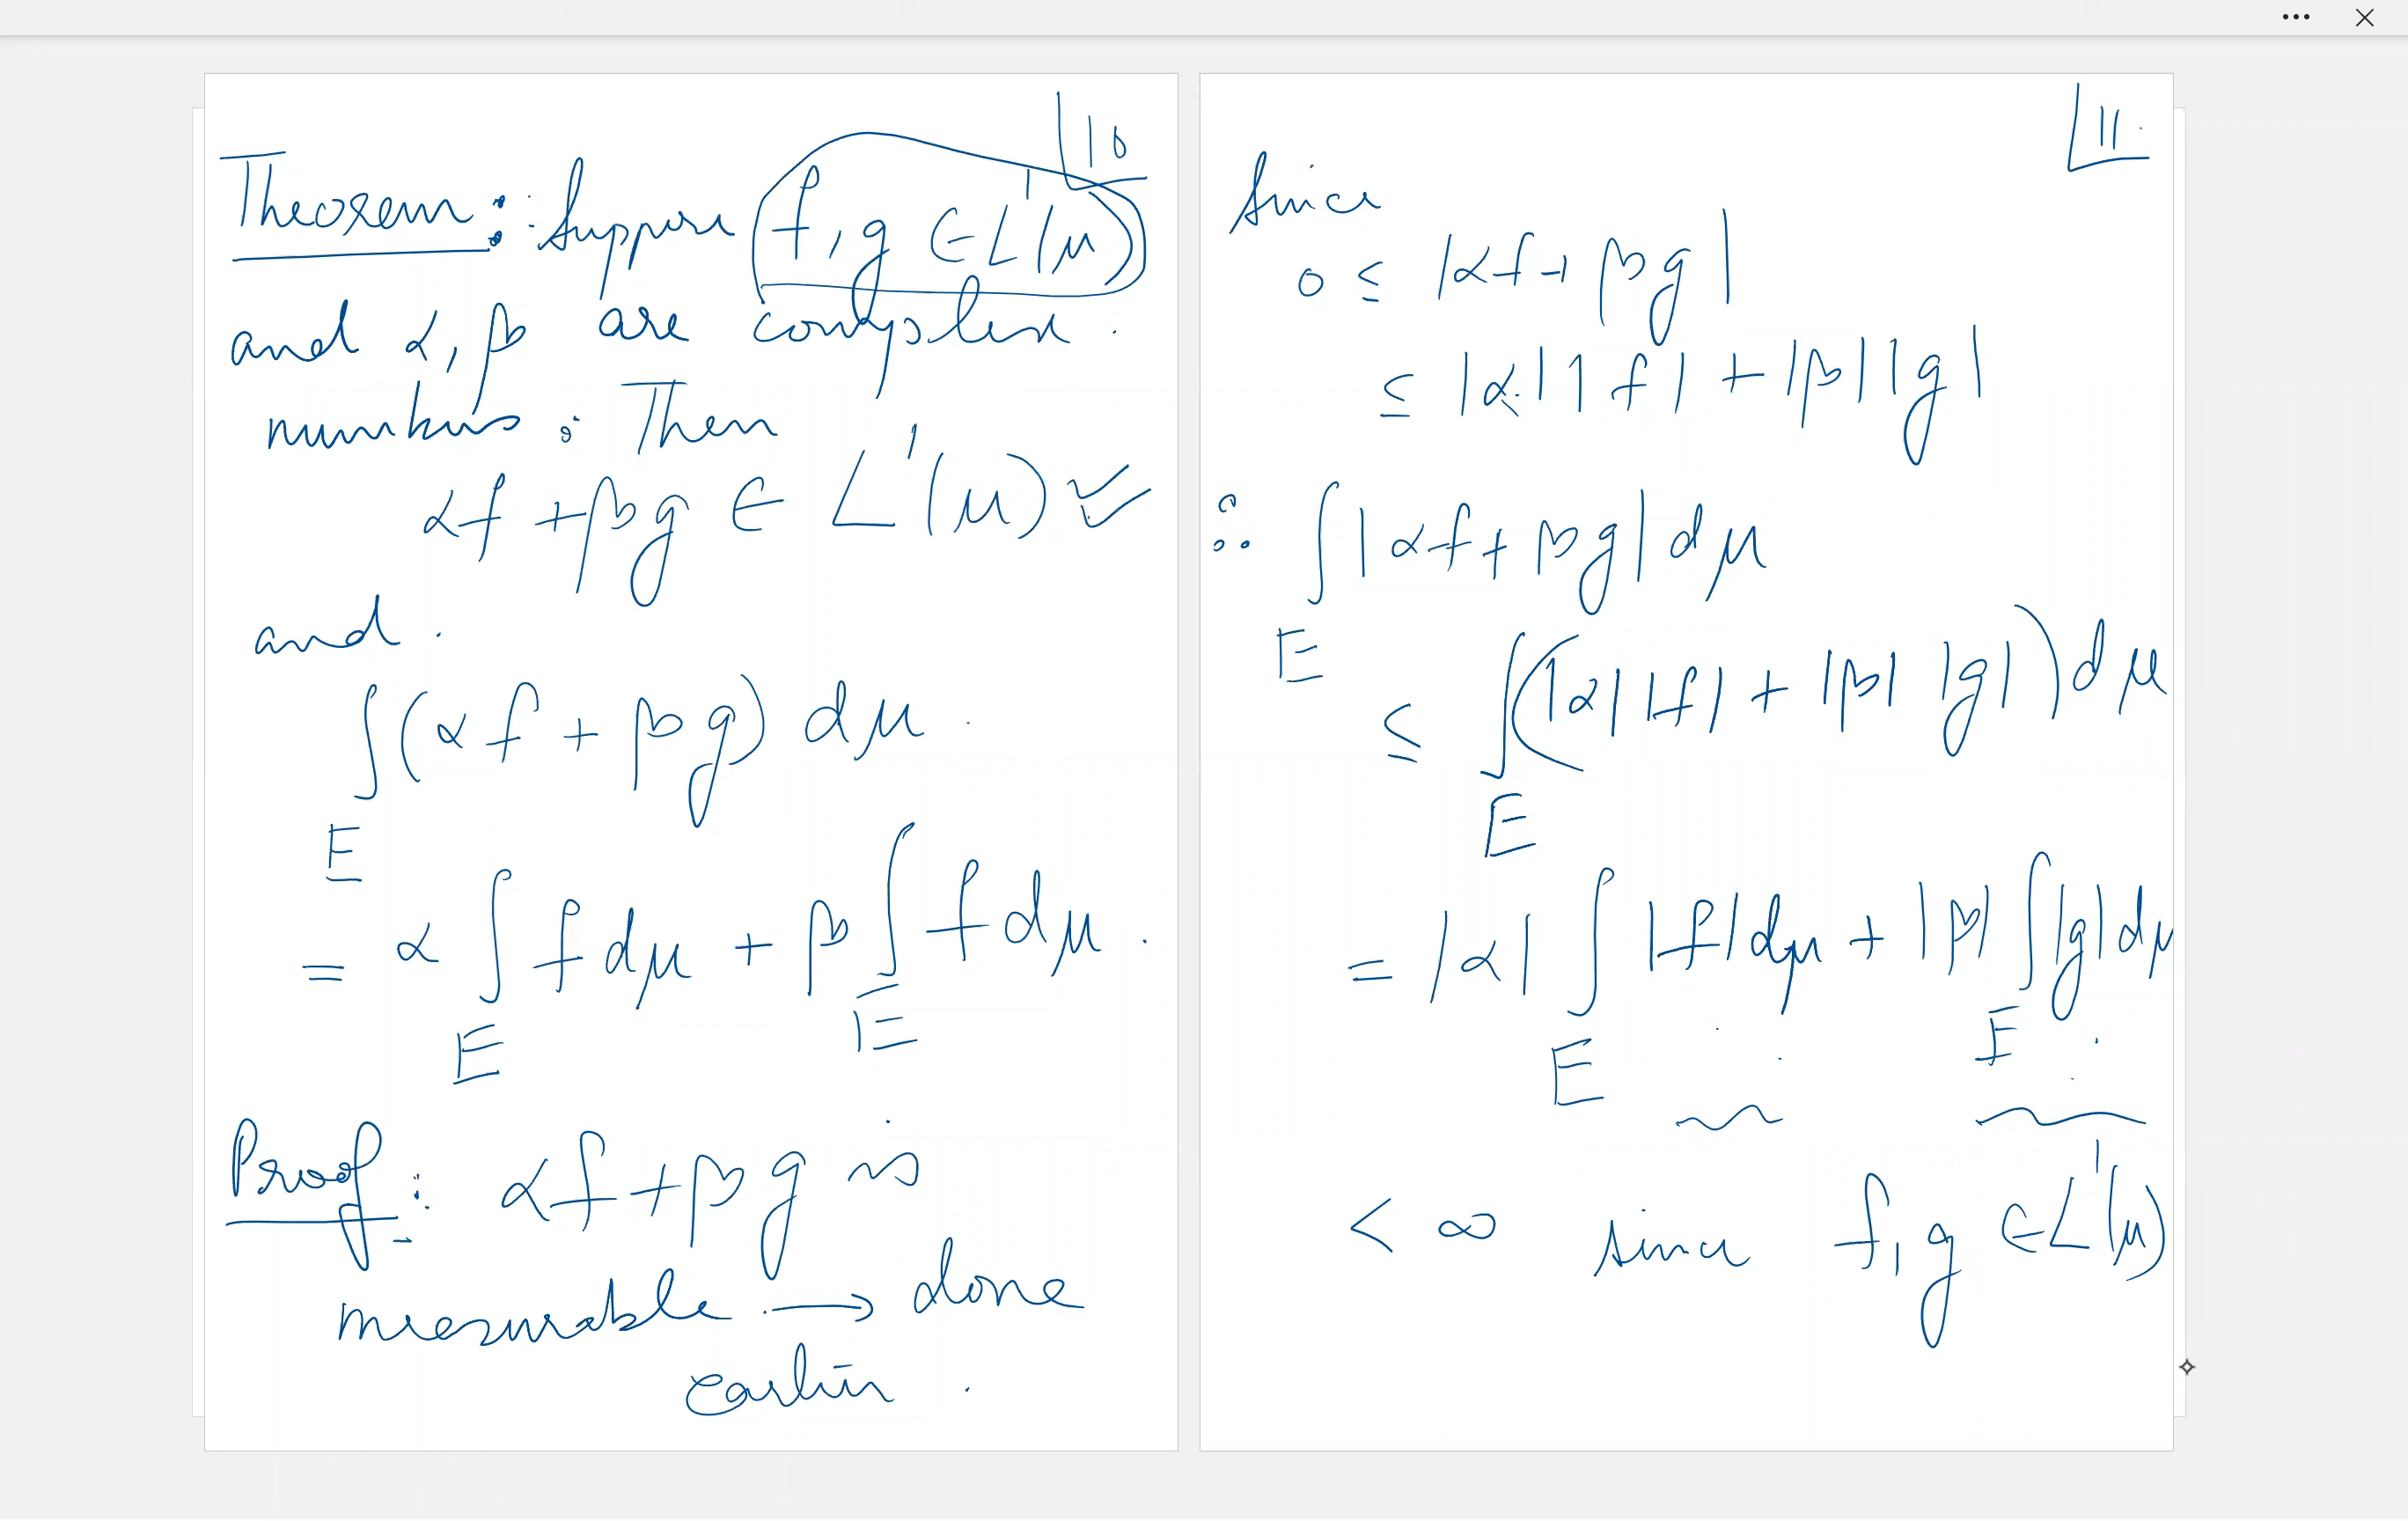 10
Theorem : Suppose f, g ∈ L¹(μ)
and α, β are complex
numbers. Then
αf + βg ∈ L¹(μ) ✓
and
∫_E (αf + βg) dμ
= α ∫_E f dμ + β ∫_E f dμ.
Proof : αf + βg is
measurable → done
earlier.
11
Since
0 ≤ |αf + βg|
≤ |α| |f| + |β| |g|
∴ ∫_E |αf + βg| dμ
≤ ∫_E (|α| |f| + |β| |g|) dμ
= |α| ∫_E |f| dμ + |β| ∫_E |g| dμ
< ∞ since f, g ∈ L¹(μ)